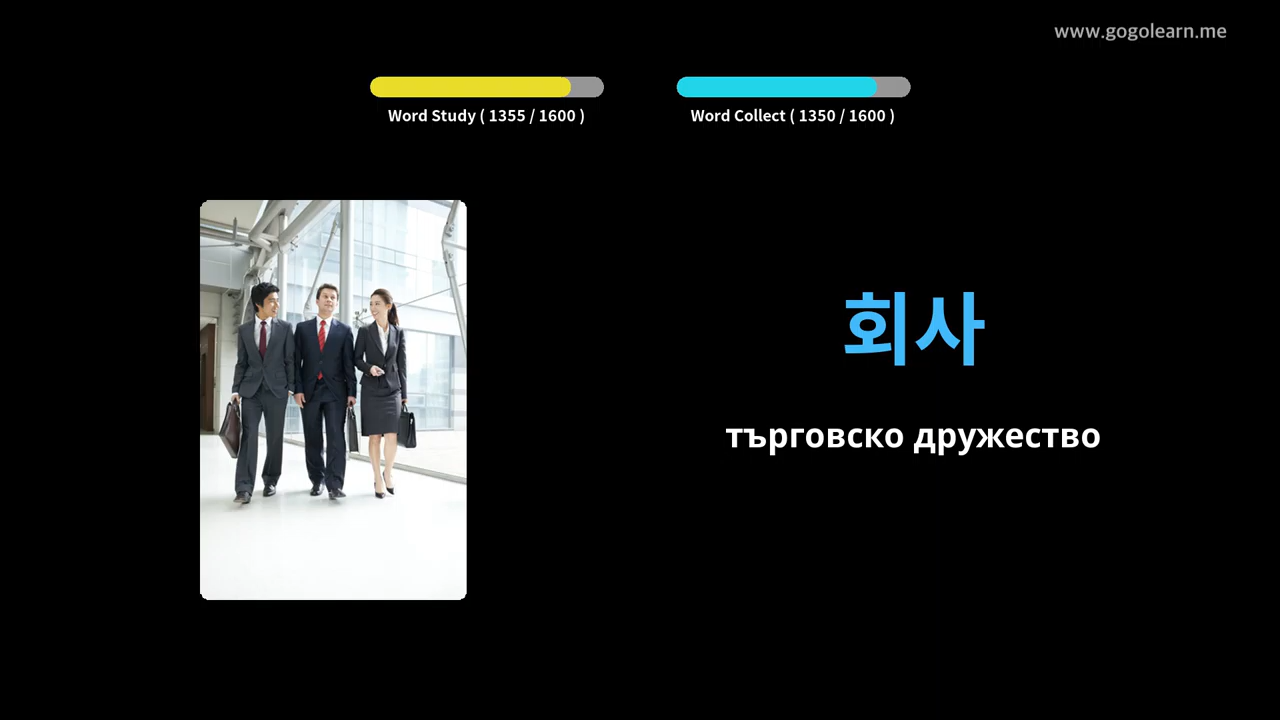 www.gogolearn.me
Word Study ( 1355 / 1600 )
Word Collect ( 1350 / 1600 )
회사
търговско дружество